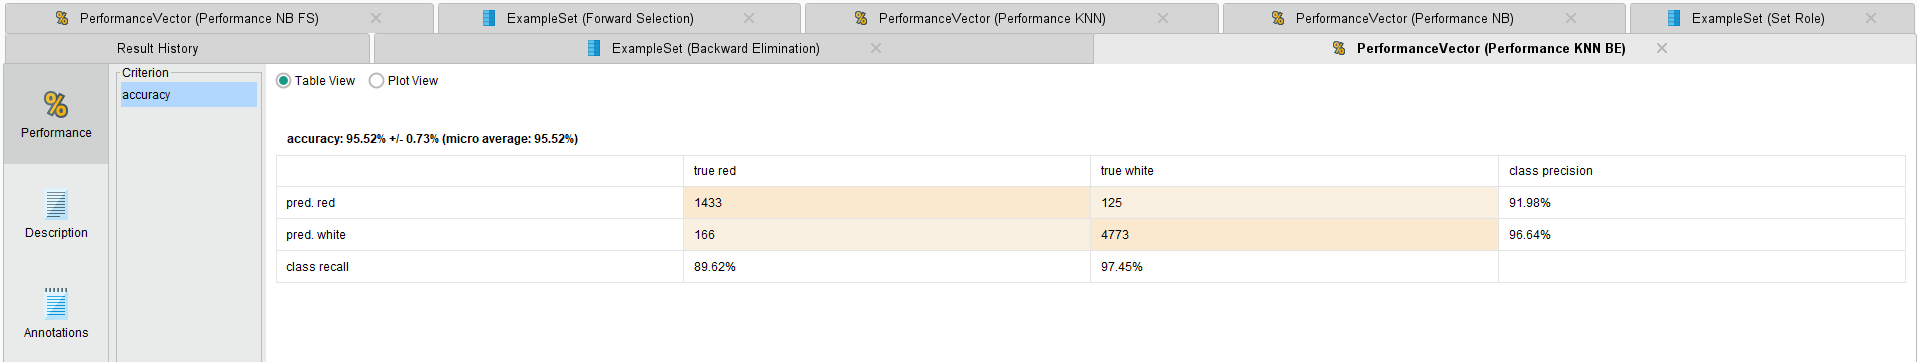 PerformanceVector (Performance NB FS)
ExampleSet (Forward Selection)
PerformanceVector (Performance KNN)
PerformanceVector (Performance NB)
ExampleSet (Set Role)
Result History
ExampleSet (Backward Elimination)
PerformanceVector (Performance KNN BE)
%
Performance
Description
Annotations
Criterion
accuracy
Table View
Plot View
accuracy: 95.52% +/- 0.73% (micro average: 95.52%)
true red true white class precision
pred. red 1433 125 91.98%
pred. white 166 4773 96.64%
class recall 89.62% 97.45%